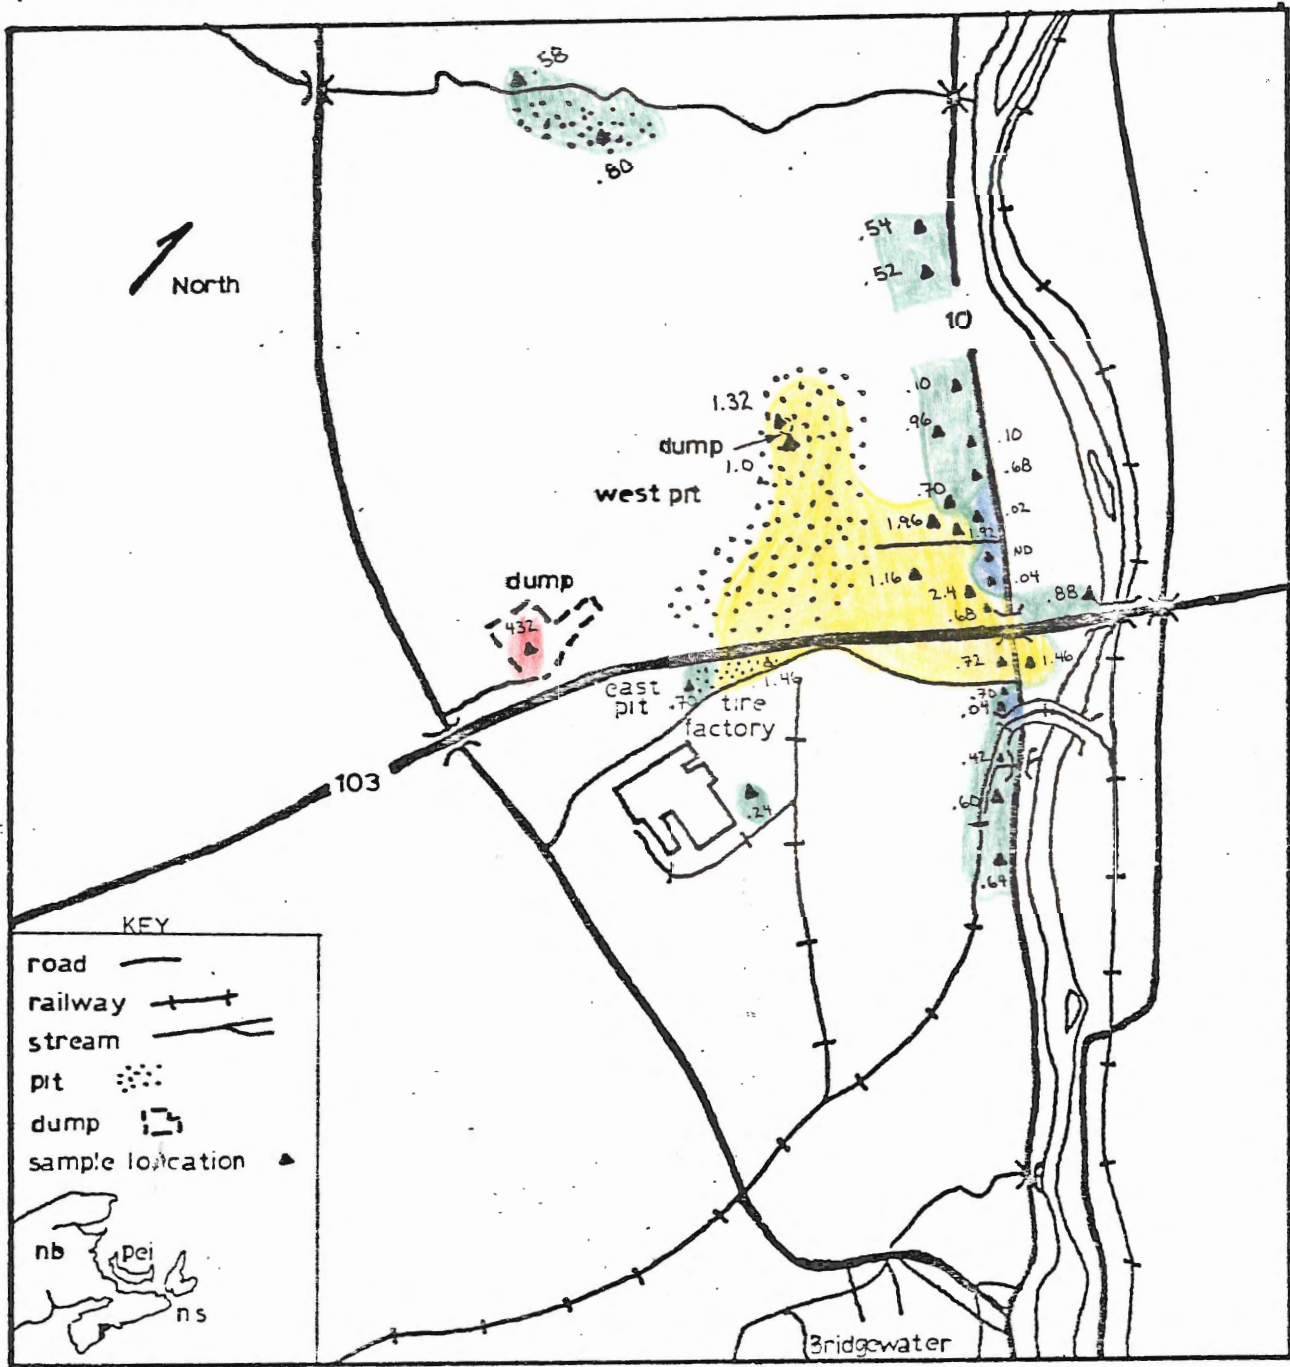 .58
.80
North
.54
.52
10
.10
1.32
.96
.10
dump
.68
1.0
.70
west pit
.02
1.96
1.92
ND
1.16
.04
dump
2.4
.88
.68
432
.72
1.46
east
pit
1.46
.70
.70
tire
factory
.04
.42
103
.24
.60
.64
KEY
road
railway
stream
pit
dump
sample location
nb
pei
ns
Bridgewater